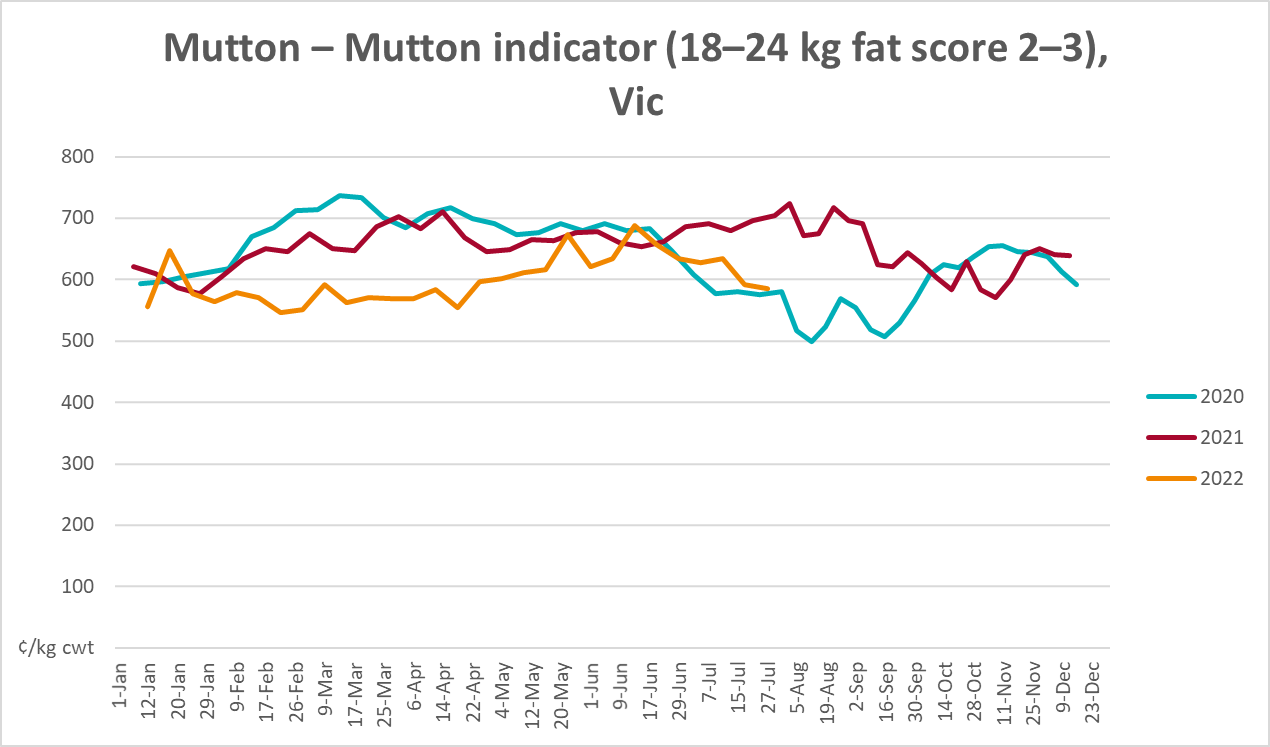 Mutton – Mutton indicator (18–24 kg fat score 2–3),
Vic
800
700
600
500
400
300
200
100
¢/kg cwt
1-Jan
12-Jan
20-Jan
29-Jan
9-Feb
17-Feb
26-Feb
9-Mar
17-Mar
25-Mar
6-Apr
14-Apr
22-Apr
4-May
12-May
20-May
1-Jun
9-Jun
17-Jun
29-Jun
7-Jul
15-Jul
27-Jul
5-Aug
19-Aug
2-Sep
16-Sep
30-Sep
14-Oct
28-Oct
11-Nov
25-Nov
9-Dec
23-Dec
2020
2021
2022